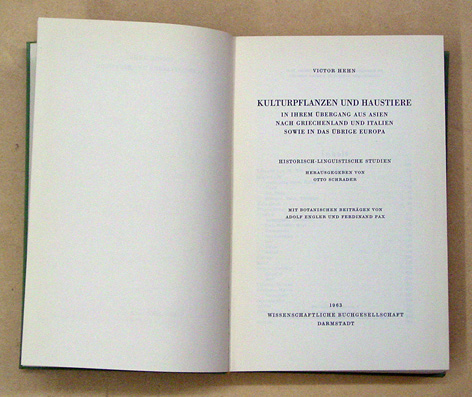 VICTOR HEHN
KULTURPFLANZEN UND HAUSTIERE
IN IHREM ÜBERGANG AUS ASIEN
NACH GRIECHENLAND UND ITALIEN
SOWIE IN DAS ÜBRIGE EUROPA
HISTORISCH-LINGUISTISCHE STUDIEN
HERAUSGEGEBEN VON
OTTO SCHRADER
MIT BOTANISCHEN BEITRÄGEN VON
ADOLF ENGLER UND FERDINAND PAX
1963
WISSENSCHAFTLICHE BUCHGESELLSCHAFT
DARMSTADT